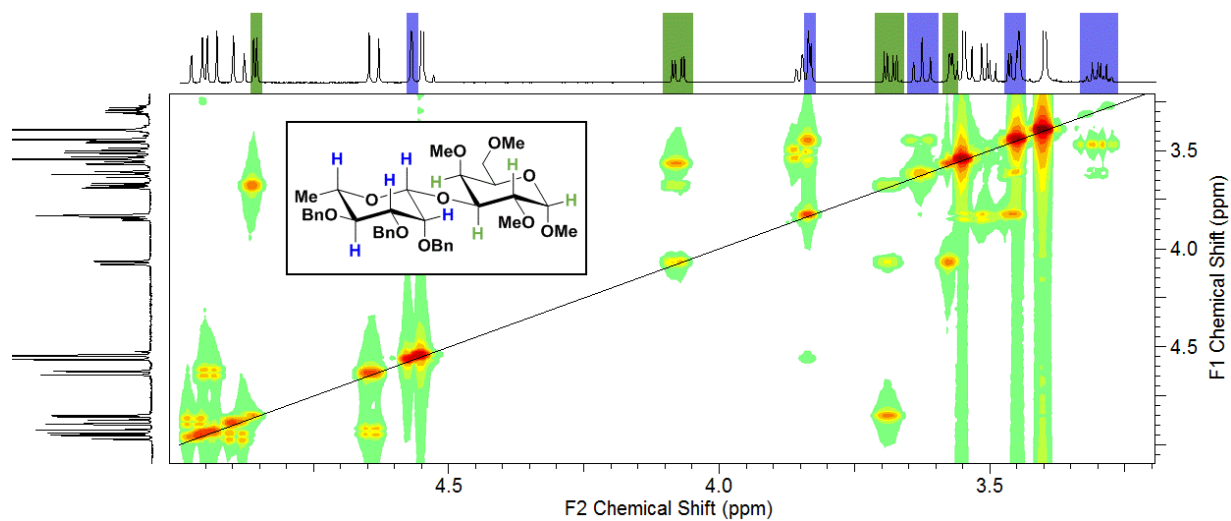 3.5
4.0
4.5
F1 Chemical Shift (ppm)
4.5 4.0 3.5
F2 Chemical Shift (ppm)
OMe
MeO
H H H
H O
Me O O H
BnO H MeO
H BnO H OMe
H OBn